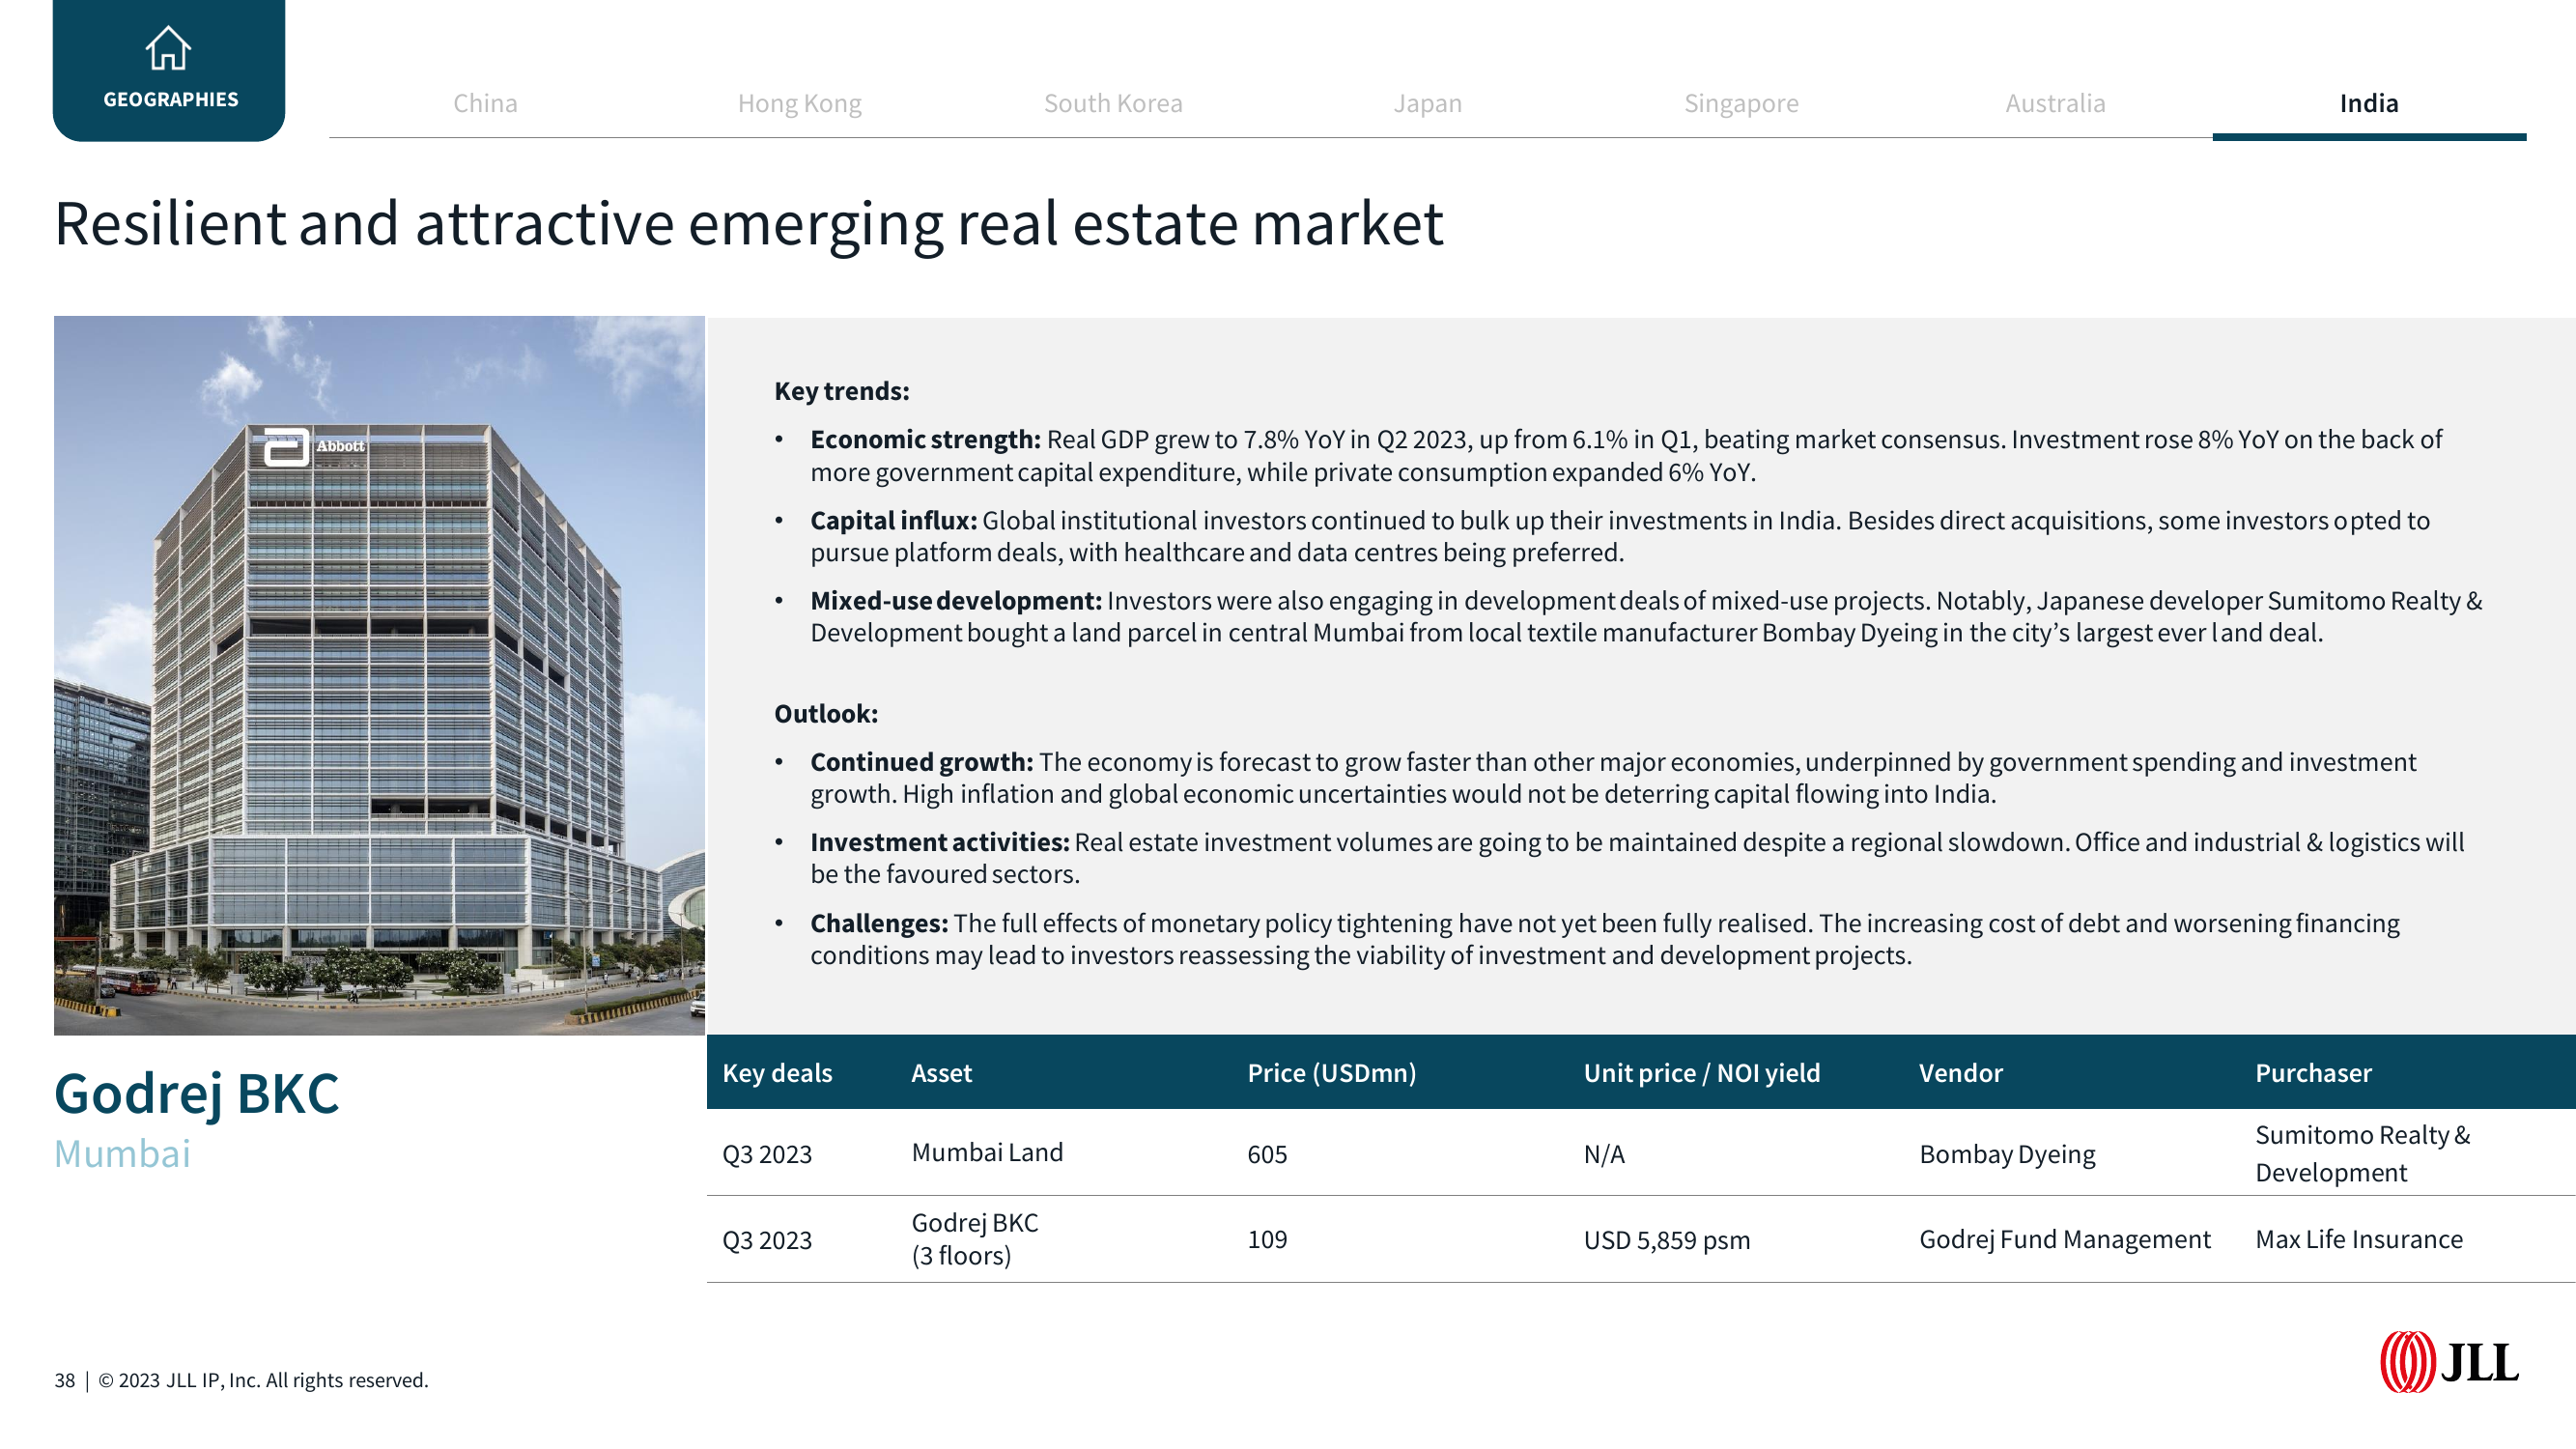 GEOGRAPHIES
China
Hong Kong
South Korea
Japan
Singapore
Australia
India
Resilient and attractive emerging real estate market
Abbott
Key trends:
• Economic strength: Real GDP grew to 7.8% YoY in Q2 2023, up from 6.1% in Q1, beating market consensus. Investment rose 8% YoY on the back of
more government capital expenditure, while private consumption expanded 6% YoY.
• Capital influx: Global institutional investors continued to bulk up their investments in India. Besides direct acquisitions, some investors opted to
pursue platform deals, with healthcare and data centres being preferred.
• Mixed-use development: Investors were also engaging in development deals of mixed-use projects. Notably, Japanese developer Sumitomo Realty &
Development bought a land parcel in central Mumbai from local textile manufacturer Bombay Dyeing in the city’s largest ever land deal.
Outlook:
• Continued growth: The economy is forecast to grow faster than other major economies, underpinned by government spending and investment
growth. High inflation and global economic uncertainties would not be deterring capital flowing into India.
• Investment activities: Real estate investment volumes are going to be maintained despite a regional slowdown. Office and industrial & logistics will
be the favoured sectors.
• Challenges: The full effects of monetary policy tightening have not yet been fully realised. The increasing cost of debt and worsening financing
conditions may lead to investors reassessing the viability of investment and development projects.
Godrej BKC
Mumbai
Key deals Asset Price (USDmn) Unit price / NOI yield Vendor Purchaser
Q3 2023 Mumbai Land 605 N/A Bombay Dyeing Sumitomo Realty &
Development
Q3 2023 Godrej BKC
(3 floors) 109 USD 5,859 psm Godrej Fund Management Max Life Insurance
38 | © 2023 JLL IP, Inc. All rights reserved.
JLL